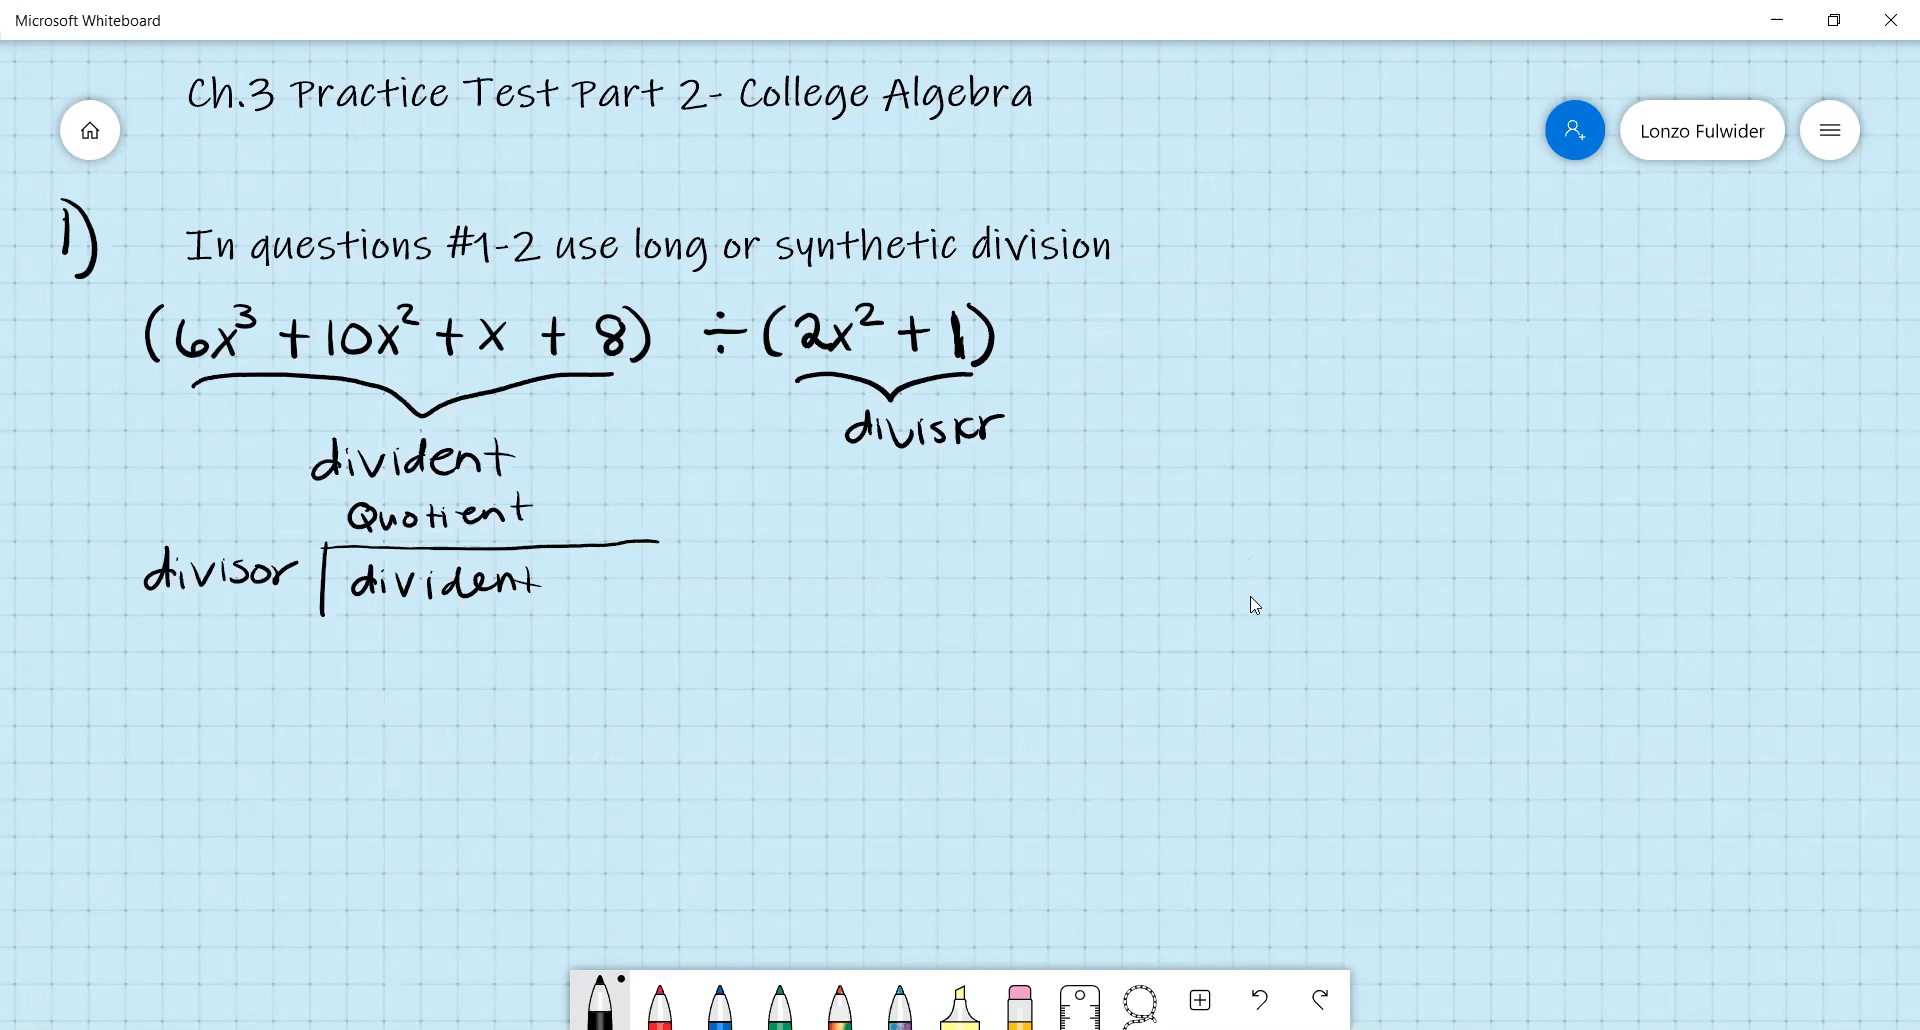 Microsoft Whiteboard
Ch.3 Practice Test Part 2- College Algebra
Lonzo Fulwider
1) In questions #1-2 use long or synthetic division
(6x³ + 10x² + x + 8) ÷ (2x² + 1)
divisor
divident
Quotient
divisor divident